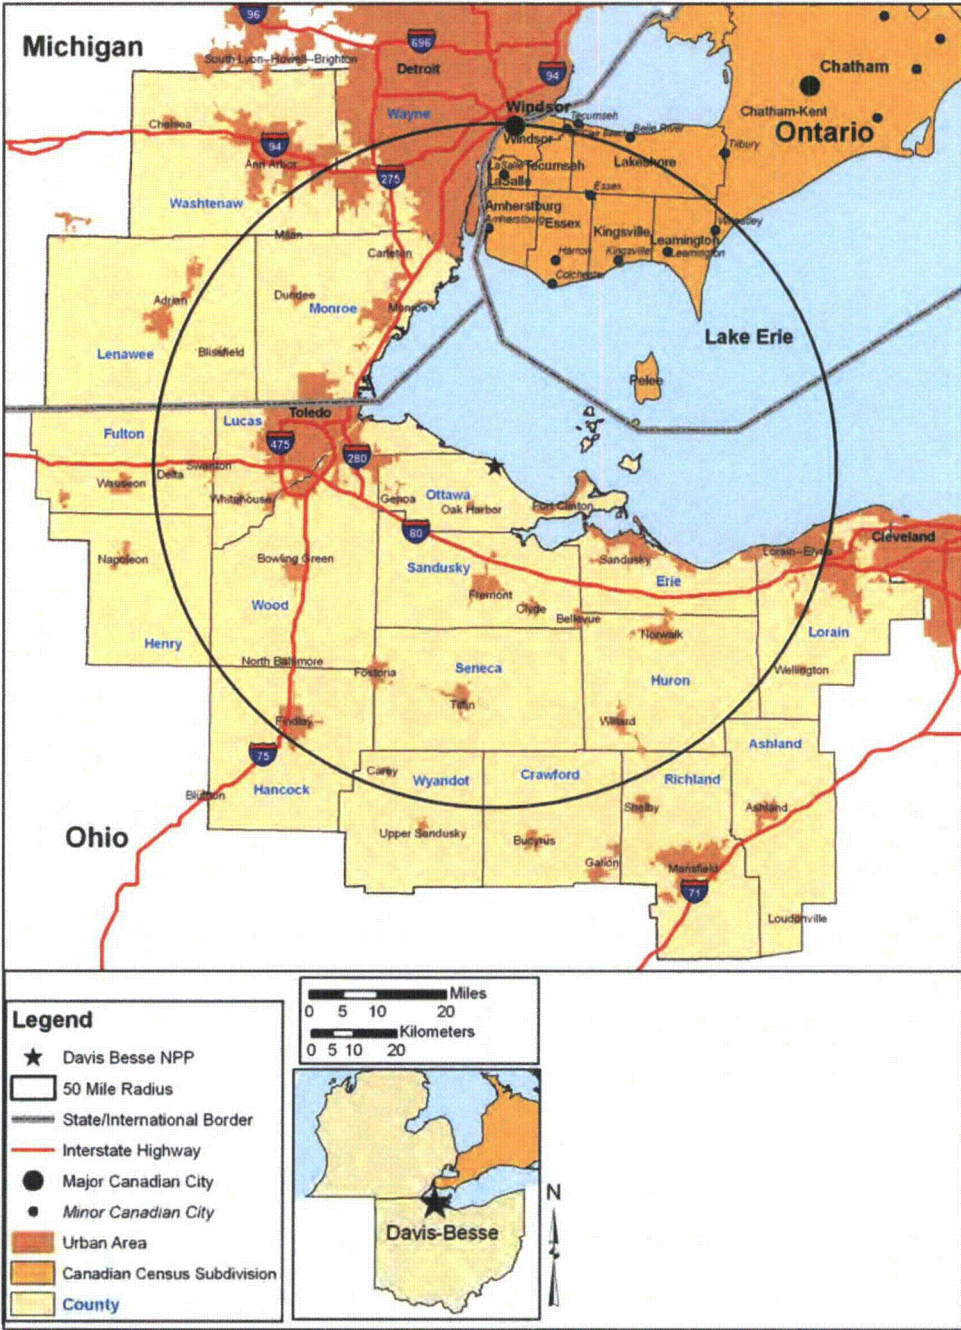 96
Michigan
696
South Lyon--Howell--Brighton
Detroit
94
Chatham
Wayne
Windsor
Chatham-Kent
Tecumseh
Chelsea
Windsor
Belle River
Ontario
94
Tilbury
Ann Arbor
Lakeshore
LaSalle
Tecumseh
275
LaSalle
Essex
Washtenaw
Amherstburg
Amherstburg
Essex
Wheatley
Milan
Kingsville
Leamington
Carleton
Harrow
Kingsville
Leamington
Colchester
Dundee
Adrian
Monroe
Monroe
Lake Erie
Lenawee
Blissfield
Pelee
Toledo
Lucas
Fulton
475
280
Swanton
Delta
Wauseon
Whitehouse
Genoa
Ottawa
Oak Harbor
Port Clinton
80
Cleveland
Lorain--Elyria
Napoleon
Bowling Green
Sandusky
Sandusky
Erie
Fremont
Wood
Clyde
Bellevue
Norwalk
Lorain
Henry
North Baltimore
Fostoria
Seneca
Wellington
Huron
Tiffin
Findlay
Willard
Ashland
75
Carey
Wyandot
Crawford
Richland
Hancock
Bluffton
Shelby
Ashland
Ohio
Upper Sandusky
Bucyrus
Galion
Mansfield
71
Loudonville
Miles
0 5 10 20
Kilometers
0 5 10 20
Legend
Davis Besse NPP
50 Mile Radius
State/International Border
Interstate Highway
Major Canadian City
Minor Canadian City
Urban Area
Canadian Census Subdivision
County
Davis-Besse
N